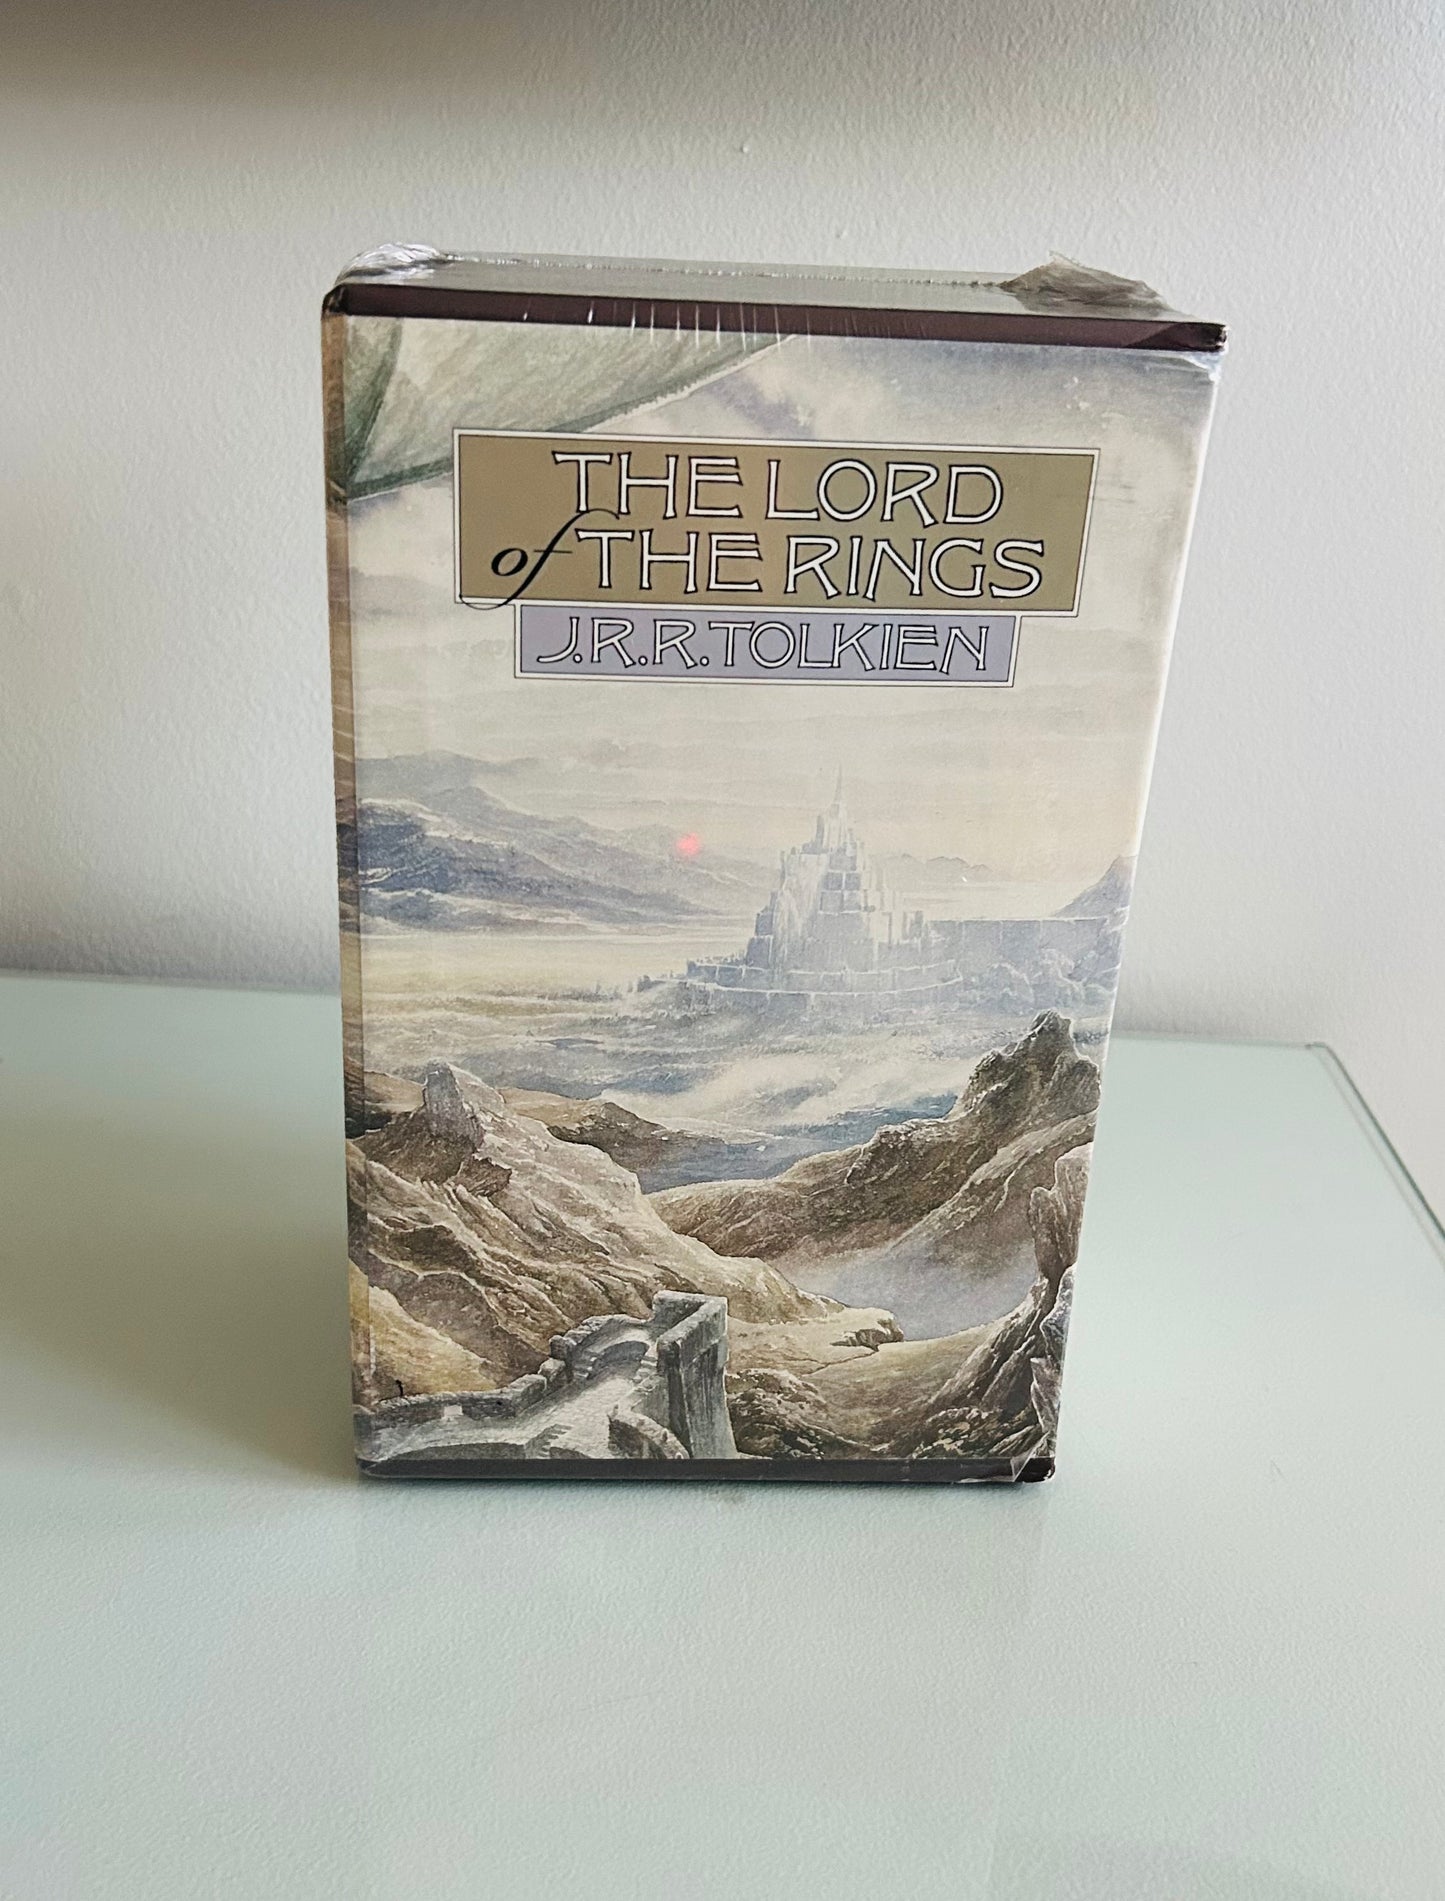 THE LORD
of THE RINGS
J.R.R.TOLKIEN